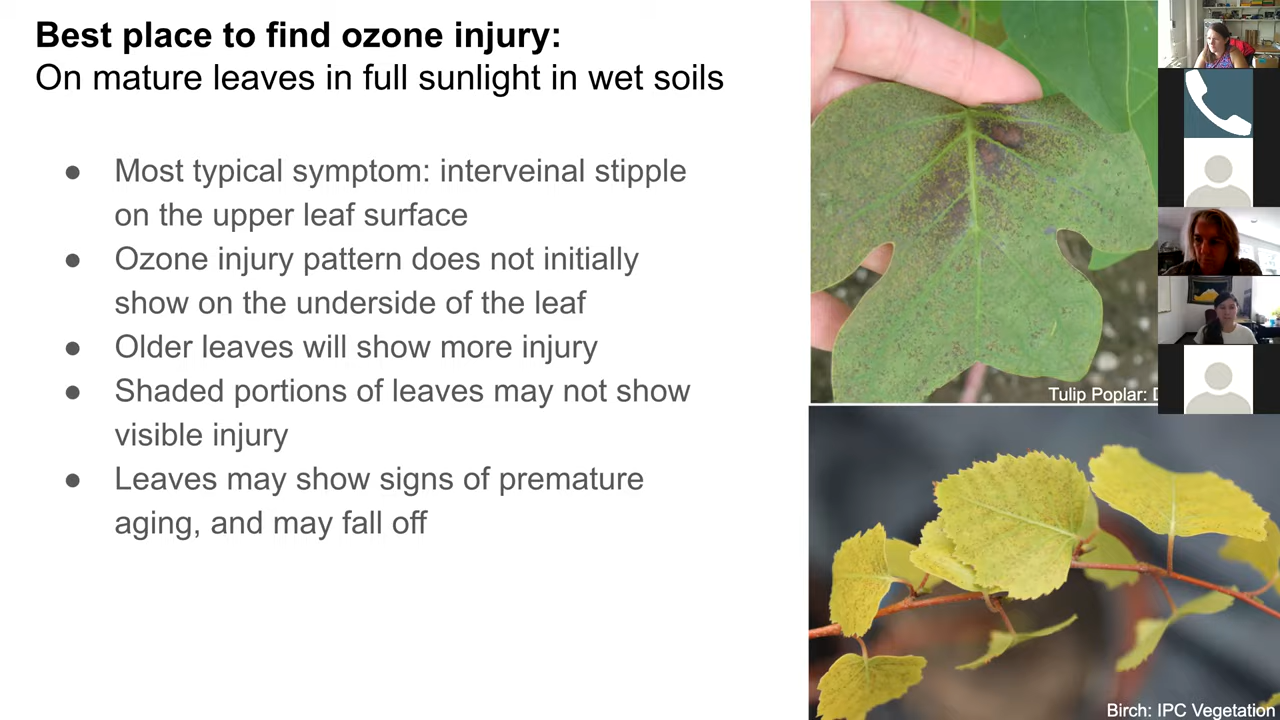 Best place to find ozone injury:
On mature leaves in full sunlight in wet soils
● Most typical symptom: interveinal stipple
on the upper leaf surface
● Ozone injury pattern does not initially
show on the underside of the leaf
● Older leaves will show more injury
● Shaded portions of leaves may not show
visible injury
● Leaves may show signs of premature
aging, and may fall off
Tulip Poplar:
Birch: IPC Vegetation